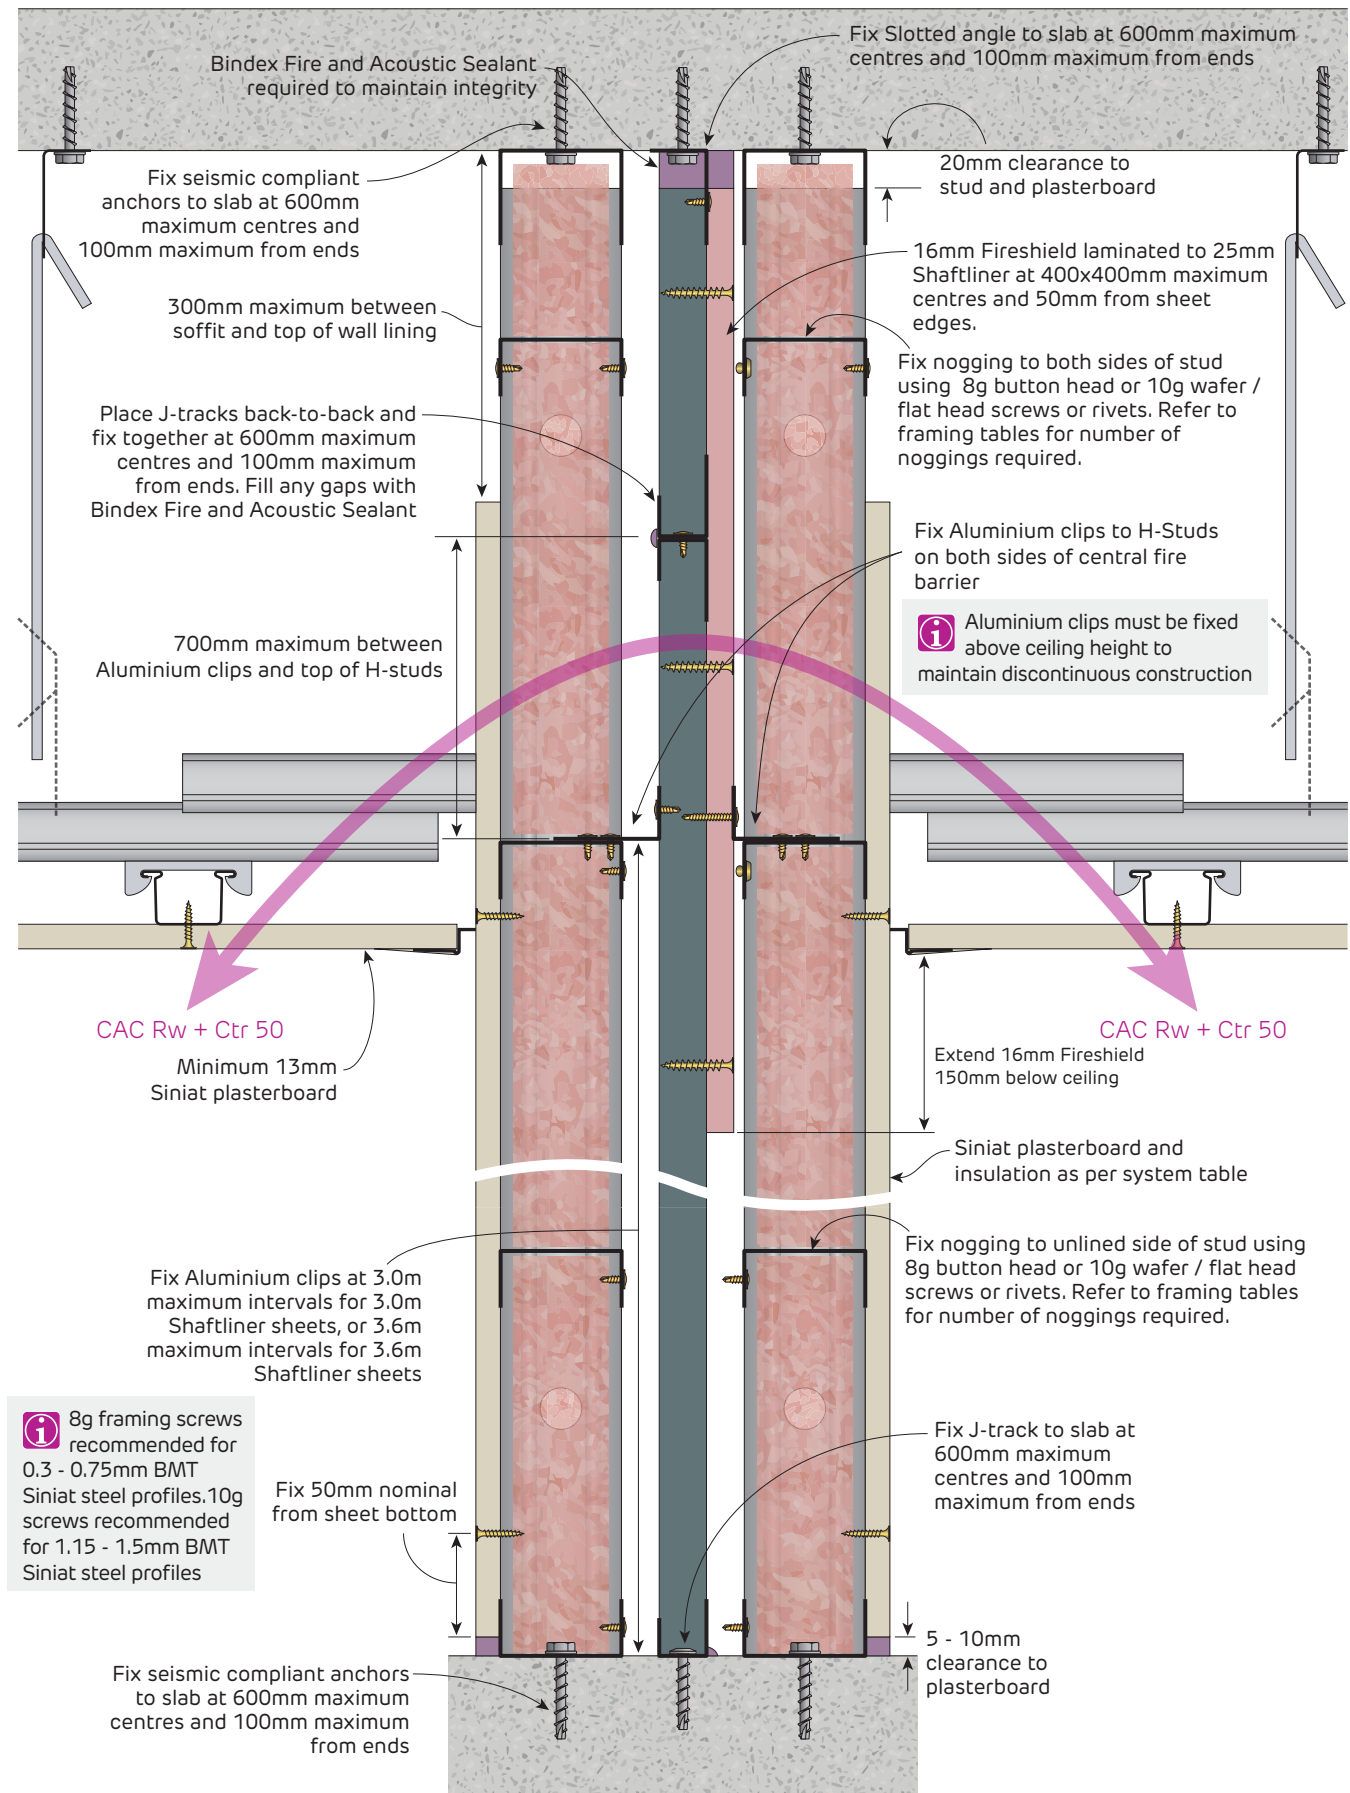 Bindex Fire and Acoustic Sealant
required to maintain integrity
Fix Slotted angle to slab at 600mm maximum
centres and 100mm maximum from ends
Fix seismic compliant
anchors to slab at 600mm
maximum centres and
100mm maximum from ends
20mm clearance to
stud and plasterboard
16mm Fireshield laminated to 25mm
Shaftliner at 400x400mm maximum
centres and 50mm from sheet
edges.
300mm maximum between
soffit and top of wall lining
Fix nogging to both sides of stud
using 8g button head or 10g wafer /
flat head screws or rivets. Refer to
framing tables for number of
noggings required.
Place J-tracks back-to-back and
fix together at 600mm maximum
centres and 100mm maximum
from ends. Fill any gaps with
Bindex Fire and Acoustic Sealant
Fix Aluminium clips to H-Studs
on both sides of central fire
barrier
Aluminium clips must be fixed
above ceiling height to
maintain discontinuous construction
700mm maximum between
Aluminium clips and top of H-studs
CAC Rw + Ctr 50
CAC Rw + Ctr 50
Minimum 13mm
Siniat plasterboard
Extend 16mm Fireshield
150mm below ceiling
Siniat plasterboard and
insulation as per system table
Fix nogging to unlined side of stud using
8g button head or 10g wafer / flat head
screws or rivets. Refer to framing tables
for number of noggings required.
Fix Aluminium clips at 3.0m
maximum intervals for 3.0m
Shaftliner sheets, or 3.6m
maximum intervals for 3.6m
Shaftliner sheets
8g framing screws
recommended for
0.3 - 0.75mm BMT
Siniat steel profiles.10g
screws recommended
for 1.15 - 1.5mm BMT
Siniat steel profiles
Fix 50mm nominal
from sheet bottom
Fix J-track to slab at
600mm maximum
centres and 100mm
maximum from ends
5 - 10mm
clearance to
plasterboard
Fix seismic compliant anchors
to slab at 600mm maximum
centres and 100mm maximum
from ends